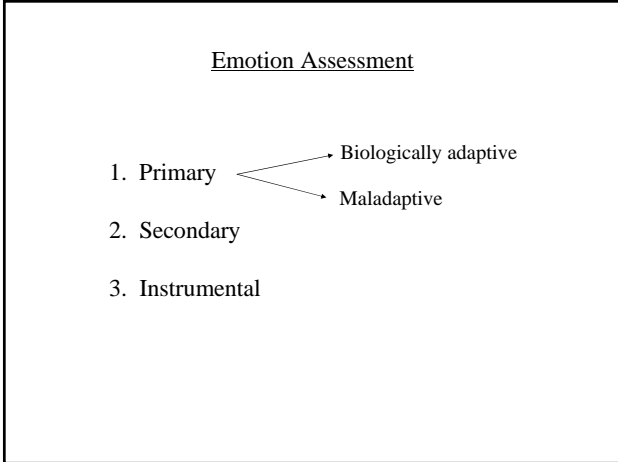 Emotion Assessment
Biologically adaptive
1. Primary
Maladaptive
2. Secondary
3. Instrumental